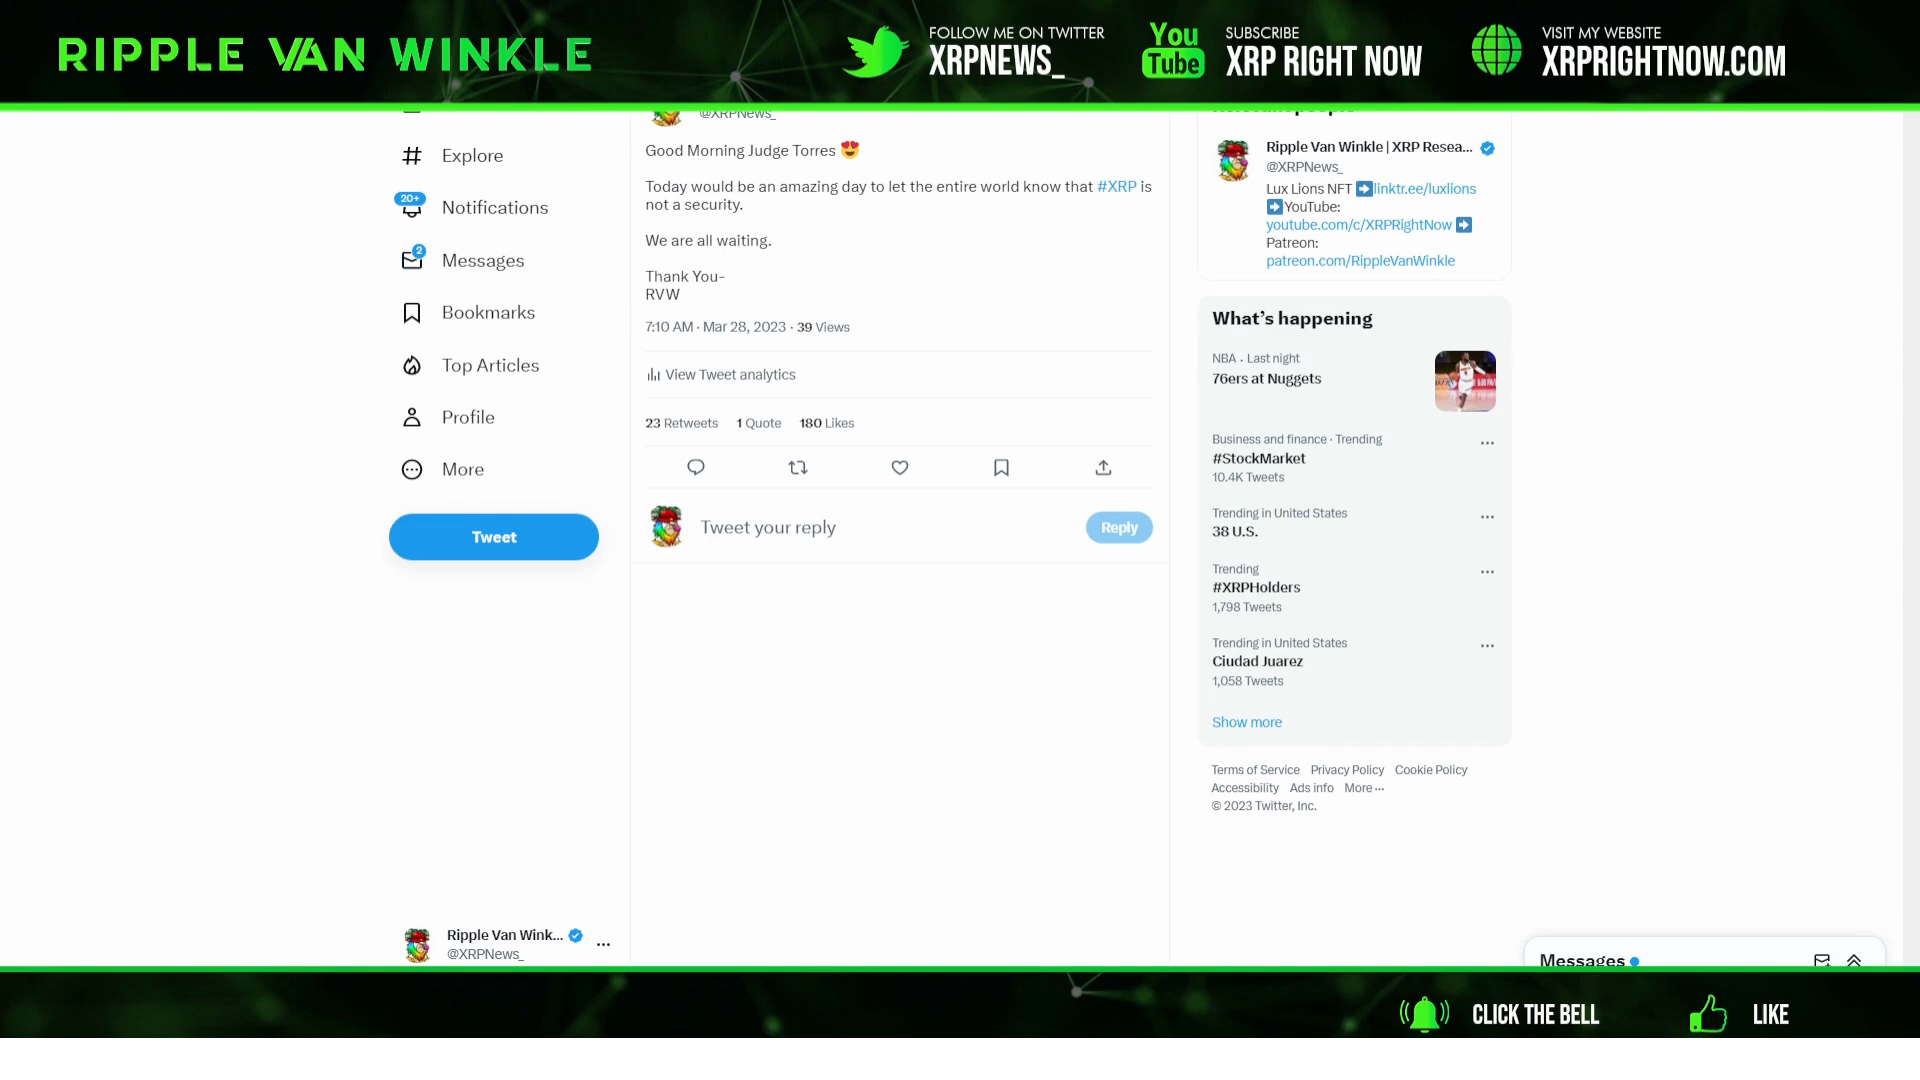 RIPPLE VAN WINKLE
FOLLOW ME ON TWITTER
XRPNEWS_
You
Tube
SUBSCRIBE
XRP RIGHT NOW
VISIT MY WEBSITE
XRPRIGHTNOW.COM
Explore
20+
Notifications
2
Messages
Bookmarks
Top Articles
Profile
More
Tweet
Ripple Van Wink...
@XRPNews_
@XRPNews_
Good Morning Judge Torres 😍
Today would be an amazing day to let the entire world know that #XRP is
not a security.
We are all waiting.
Thank You-
RVW
7:10 AM · Mar 28, 2023 · 39 Views
View Tweet analytics
23 Retweets 1 Quote 180 Likes
Tweet your reply
Reply
Ripple Van Winkle | XRP Resea...
@XRPNews_
Lux Lions NFT ➡️linktr.ee/luxlions
➡️YouTube:
youtube.com/c/XRPRightNow ➡️
Patreon:
patreon.com/RippleVanWinkle
What's happening
NBA · Last night
76ers at Nuggets
Business and finance · Trending
#StockMarket
10.4K Tweets
Trending in United States
38 U.S.
Trending
#XRPHolders
1,798 Tweets
Trending in United States
Ciudad Juarez
1,058 Tweets
Show more
Terms of Service Privacy Policy Cookie Policy
Accessibility Ads info More ···
© 2023 Twitter, Inc.
Messages
CLICK THE BELL
LIKE